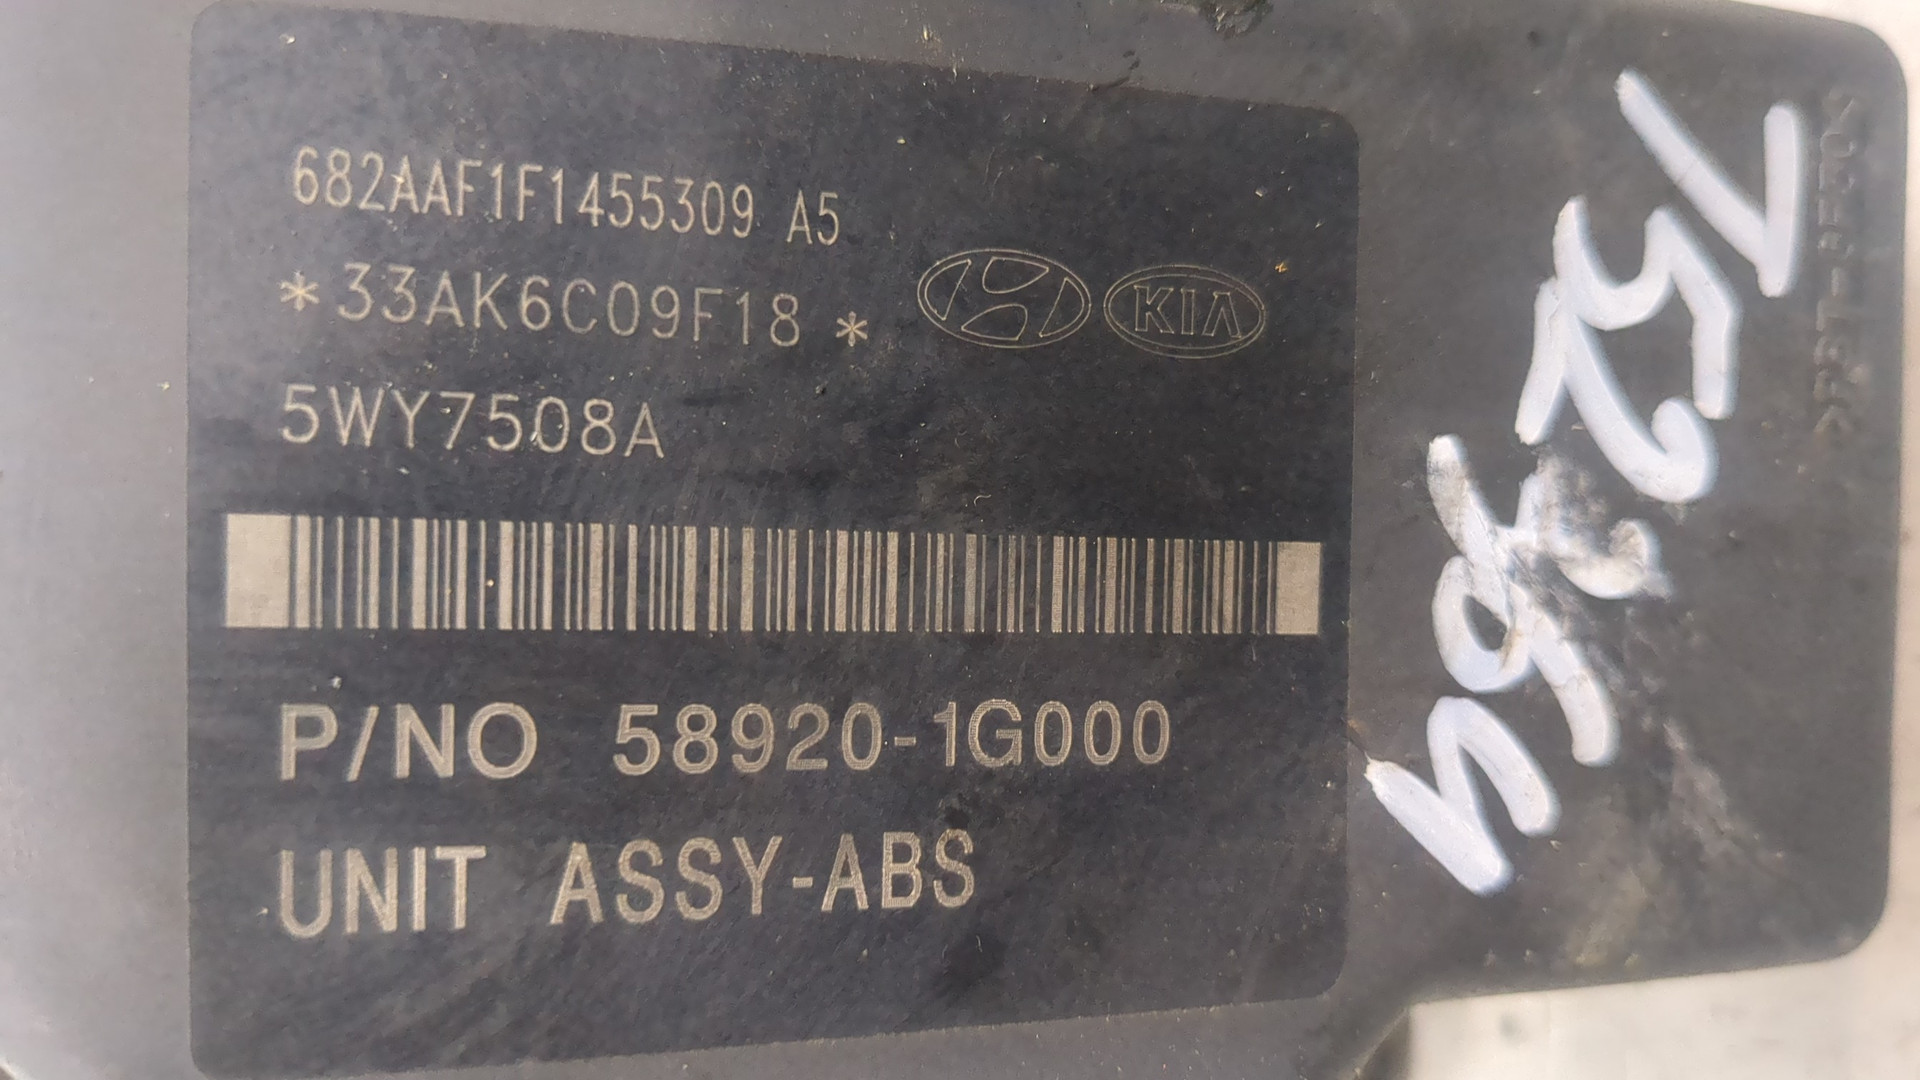 682AAF1F1455309 A5
*33AK6C09F18*
KIA
5WY7508A
P/NO 58920-1G000
UNIT ASSY-ABS